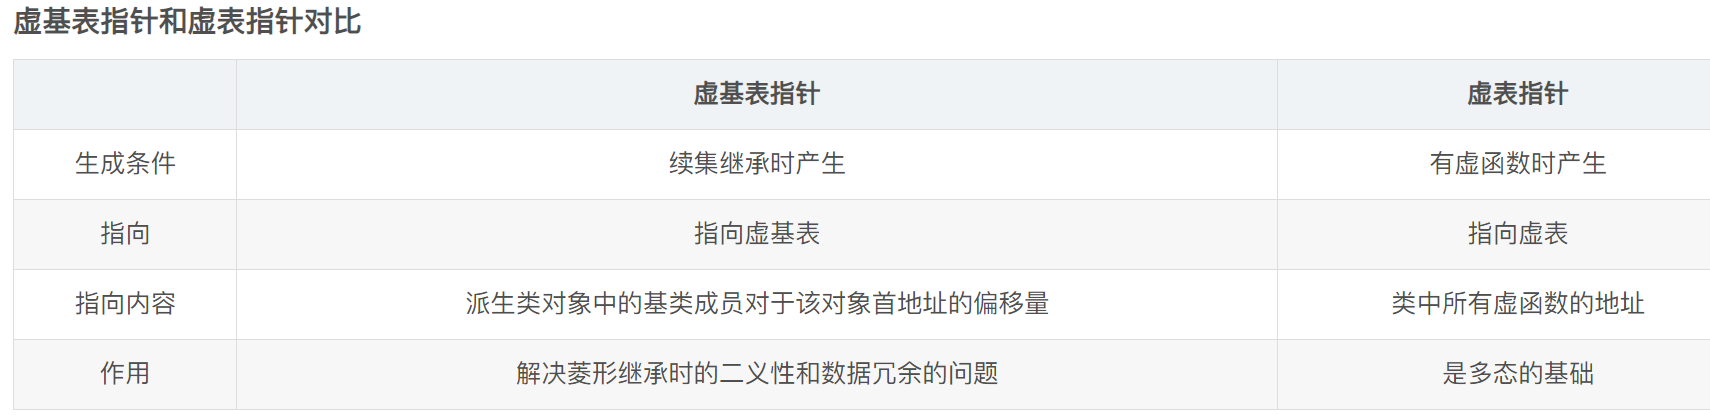 虚基表指针和虚表指针对比
虚基表指针 虚表指针
生成条件 续集继承时产生 有虚函数时产生
指向 指向虚基表 指向虚表
指向内容 派生类对象中的基类成员对于该对象首地址的偏移量 类中所有虚函数的地址
作用 解决菱形继承时的二义性和数据冗余的问题 是多态的基础